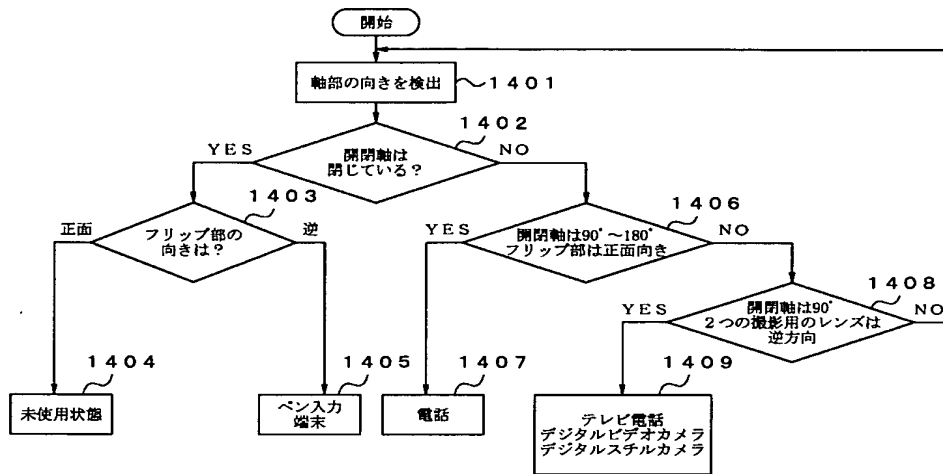 開始
軸部の向きを検出
1401
1402
YES
NO
開閉軸は
閉じている?
1403
1406
正面
フリップ部の
向きは?
逆
YES
開閉軸は90°~180°
フリップ部は正面向き
NO
1408
YES
開閉軸は90°
2つの撮影用のレンズは
逆方向
NO
1404
1405
1407
1409
未使用状態
ペン入力
端末
電話
テレビ電話
デジタルビデオカメラ
デジタルスチルカメラ